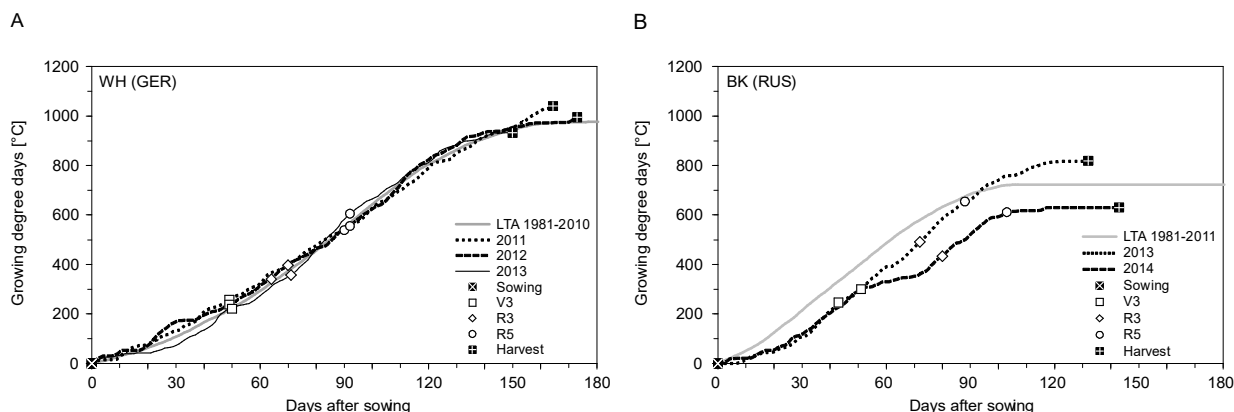 A
WH (GER)
Growing degree days [°C]
1200
1000
800
600
400
200
0
0 30 60 90 120 150 180
Days after sowing
LTA 1981-2010
2011
2012
2013
Sowing
V3
R3
R5
Harvest
B
BK (RUS)
Growing degree days [°C]
1200
1000
800
600
400
200
0
0 30 60 90 120 150 180
Days after sowing
LTA 1981-2011
2013
2014
Sowing
V3
R3
R5
Harvest